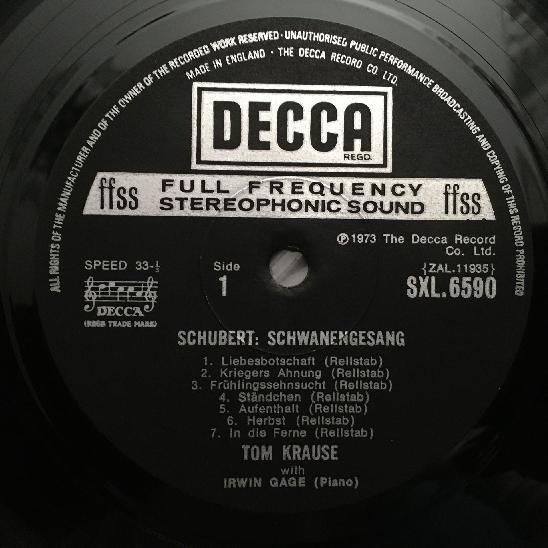 ALL RIGHTS OF THE MANUFACTURER AND OF THE OWNER OF THE RECORDED WORK RESERVED · UNAUTHORISED PUBLIC PERFORMANCE BROADCASTING AND COPYING OF THIS RECORD PROHIBITED
MADE IN ENGLAND · THE DECCA RECORD CO LTD.
DECCA
REGD.
ffss FULL FREQUENCY STEREOPHONIC SOUND ffss
℗1973 The Decca Record
Co. Ltd.
SPEED 33-⅓
Side
1
{ZAL.11935}
SXL.6590
DECCA
(REGD TRADE MARK)
SCHUBERT: SCHWANENGESANG
1. Liebesbotschaft (Rellstab)
2. Kriegers Ahnung (Rellstab)
3. Frühlingssehnsucht (Rellstab)
4. Ständchen (Rellstab)
5. Aufenthalt (Rellstab)
6. Herbst (Rellstab)
7. In die Ferne (Rellstab)
TOM KRAUSE
with
IRWIN GAGE (Piano)